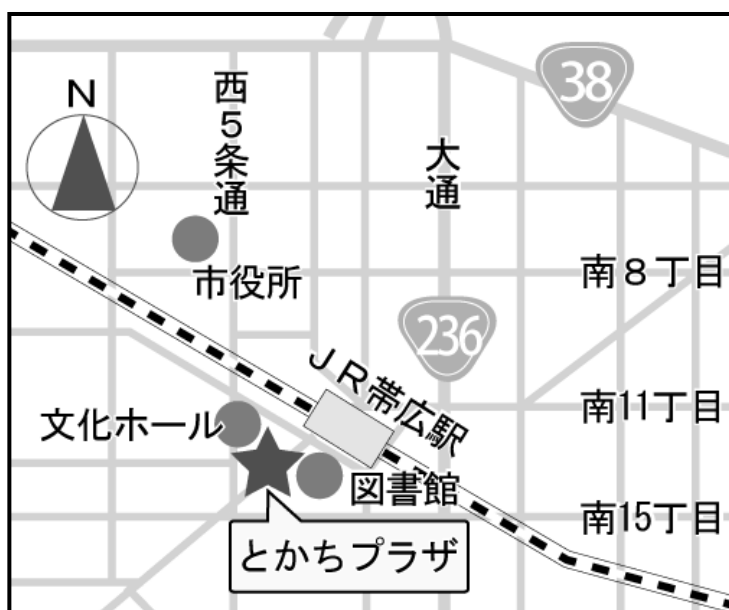 38
N
西5条通
大通
市役所
南8丁目
236
JR帯広駅
南11丁目
文化ホール
図書館
南15丁目
とかちプラザ